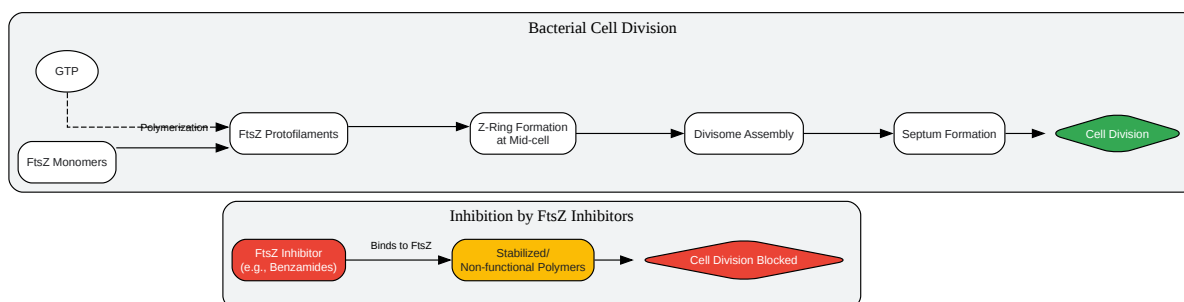 Bacterial Cell Division
GTP
Polymerization
FtsZ Protofilaments
Z-Ring Formation
at Mid-cell
Divisome Assembly
Septum Formation
Cell Division
FtsZ Monomers
Inhibition by FtsZ Inhibitors
FtsZ Inhibitor
(e.g., Benzamides)
Binds to FtsZ
Stabilized/
Non-functional Polymers
Cell Division Blocked